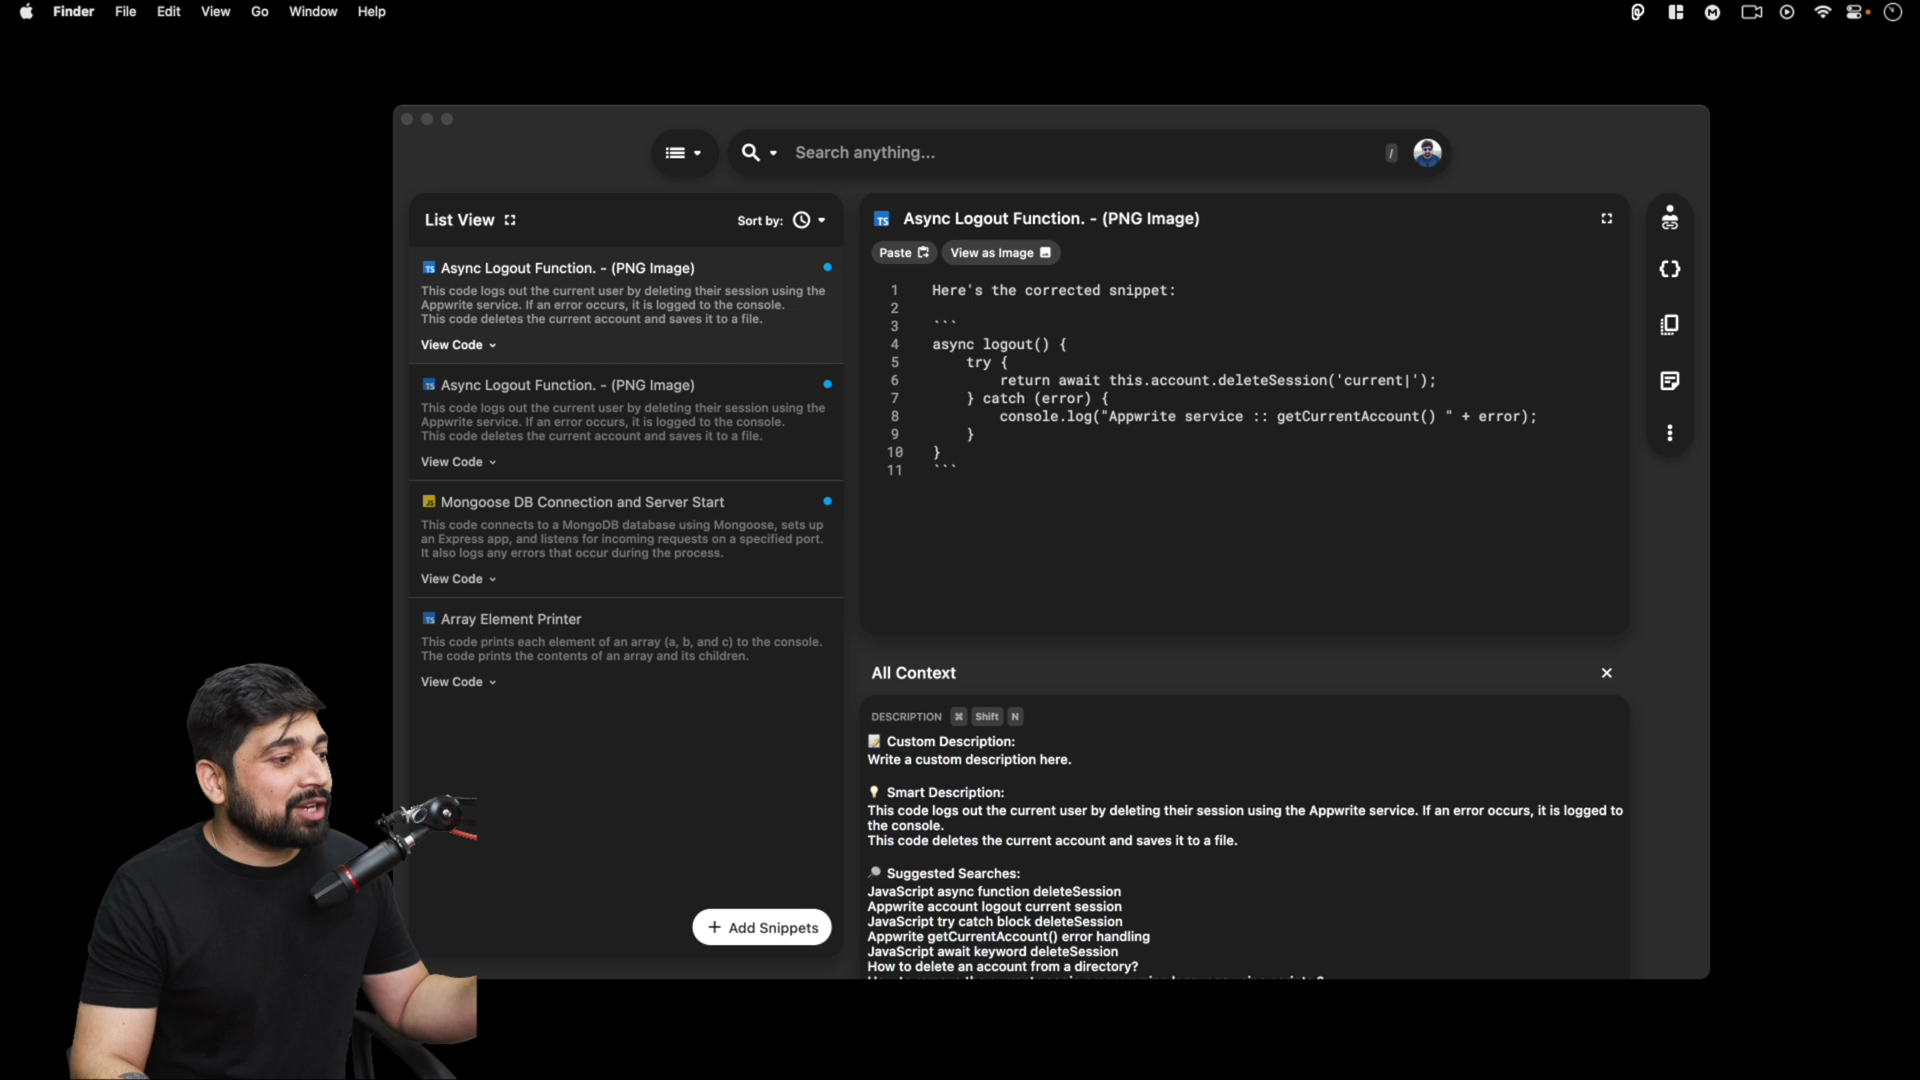 Finder File Edit View Go Window Help
Search anything...
/
List View
Sort by:
TS Async Logout Function. - (PNG Image)
This code logs out the current user by deleting their session using the
Appwrite service. If an error occurs, it is logged to the console.
This code deletes the current account and saves it to a file.
View Code
TS Async Logout Function. - (PNG Image)
This code logs out the current user by deleting their session using the
Appwrite service. If an error occurs, it is logged to the console.
This code deletes the current account and saves it to a file.
View Code
JS Mongoose DB Connection and Server Start
This code connects to a MongoDB database using Mongoose, sets up
an Express app, and listens for incoming requests on a specified port.
It also logs any errors that occur during the process.
View Code
TS Array Element Printer
This code prints each element of an array (a, b, and c) to the console.
The code prints the contents of an array and its children.
View Code
+ Add Snippets
TS Async Logout Function. - (PNG Image)
Paste View as Image
1 Here's the corrected snippet:
2
3 ```
4 async logout() {
5 try {
6 return await this.account.deleteSession('current|');
7 } catch (error) {
8 console.log("Appwrite service :: getCurrentAccount() " + error);
9 }
10 }
11 ```
All Context
DESCRIPTION ⌘ Shift N
Custom Description:
Write a custom description here.
Smart Description:
This code logs out the current user by deleting their session using the Appwrite service. If an error occurs, it is logged to
the console.
This code deletes the current account and saves it to a file.
Suggested Searches:
JavaScript async function deleteSession
Appwrite account logout current session
JavaScript try catch block deleteSession
Appwrite getCurrentAccount() error handling
JavaScript await keyword deleteSession
How to delete an account from a directory?